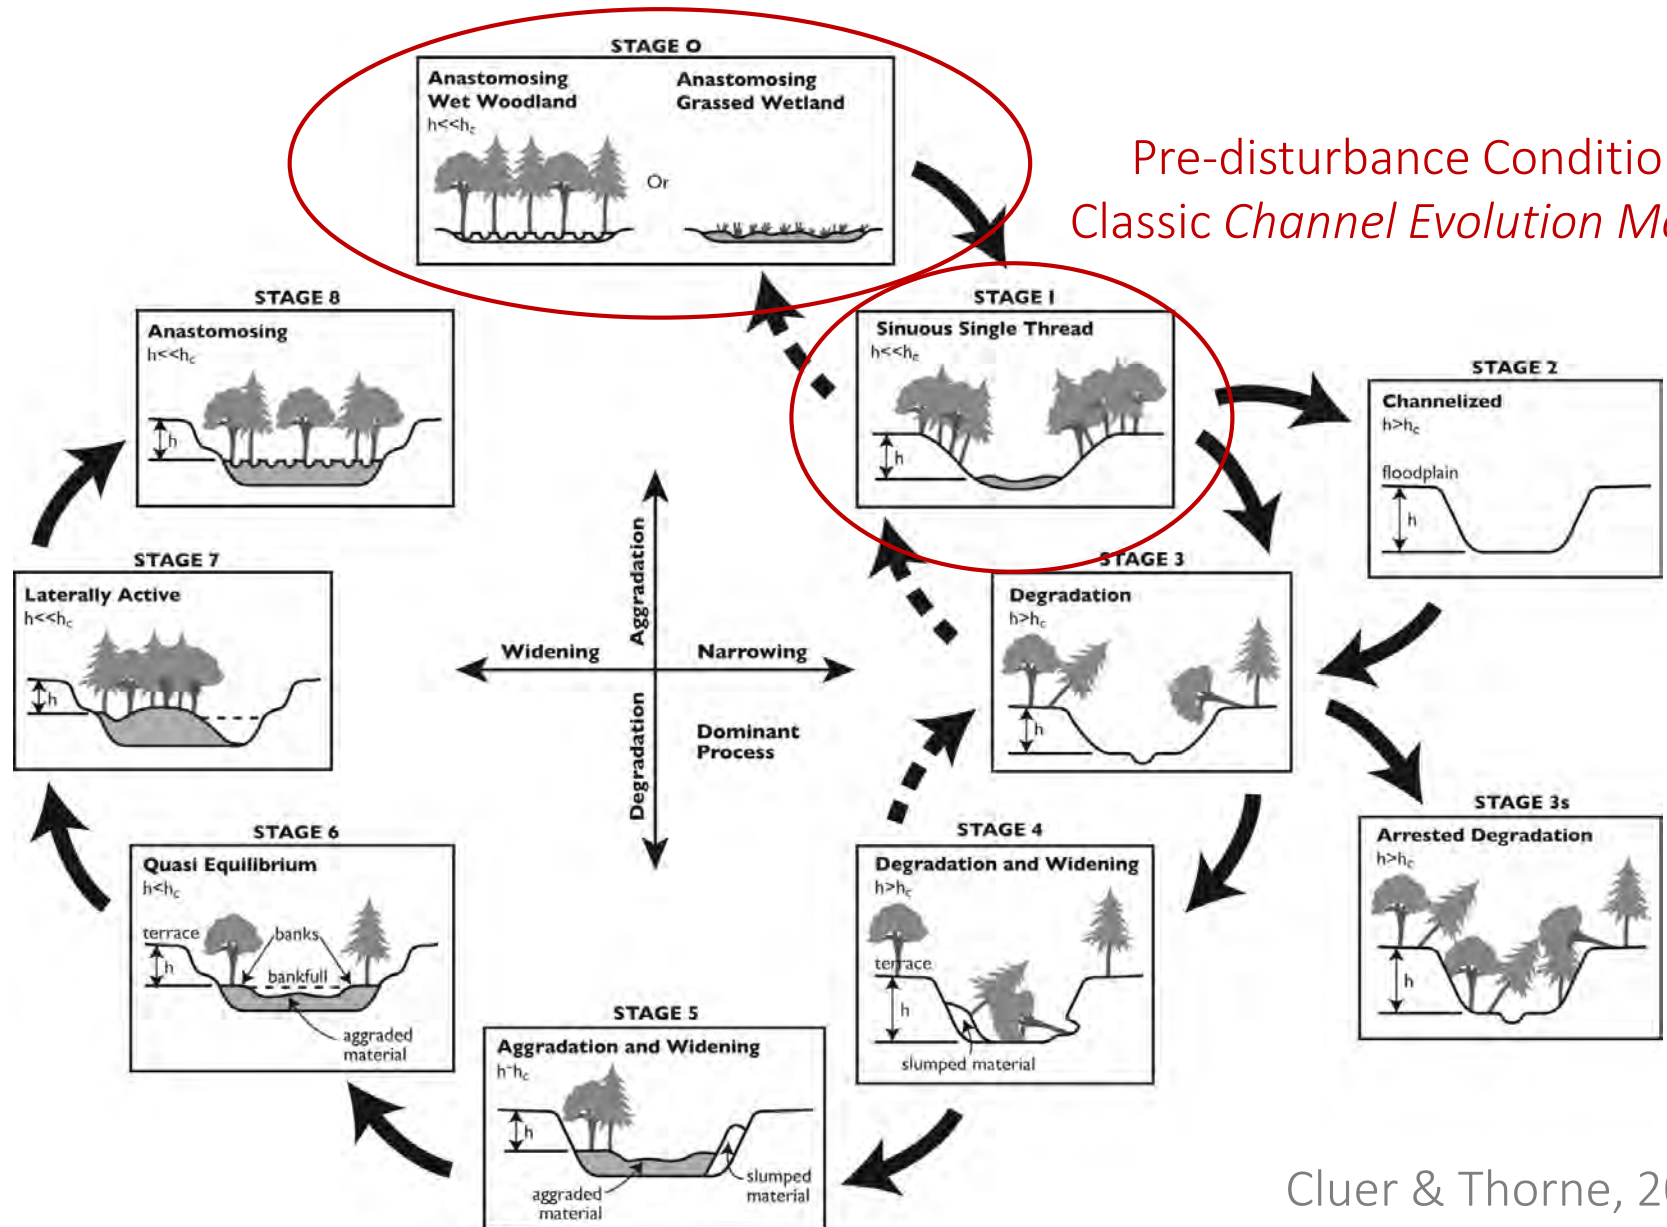 STAGE O
Anastomosing
Wet Woodland
h<<hc
Or
Anastomosing
Grassed Wetland
Classic Channel Evolution
Pre-disturbance
STAGE I
Sinuous Single Thread
h<<hc
STAGE 2
Channelized
h>hc
floodplain
h
STAGE 8
Anastomosing
h<<hc
h
h
STAGE 7
Laterally Active
h<<hc
h
Aggradation
Widening
Narrowing
Degradation
Dominant
Process
STAGE 3
Degradation
h>hc
h
STAGE 3s
Arrested Degradation
h>hc
h
STAGE 6
Quasi Equilibrium
h<hc
terrace
h
banks
bankfull
aggraded
material
STAGE 4
Degradation and Widening
h>hc
terrace
h
slumped material
STAGE 5
Aggradation and Widening
h~hc
h
aggraded
material
slumped
material
Cluer & Thorne,